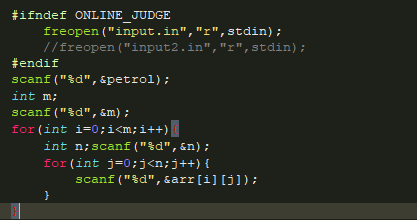 #ifndef ONLINE_JUDGE
    freopen("input.in","r",stdin);
    //freopen("input2.in","r",stdin);
#endif
scanf("%d",&petrol);
int m;
scanf("%d",&m);
for(int i=0;i<m;i++){
    int n;scanf("%d",&n);
    for(int j=0;j<n;j++){
        scanf("%d",&arr[i][j]);
    }
}